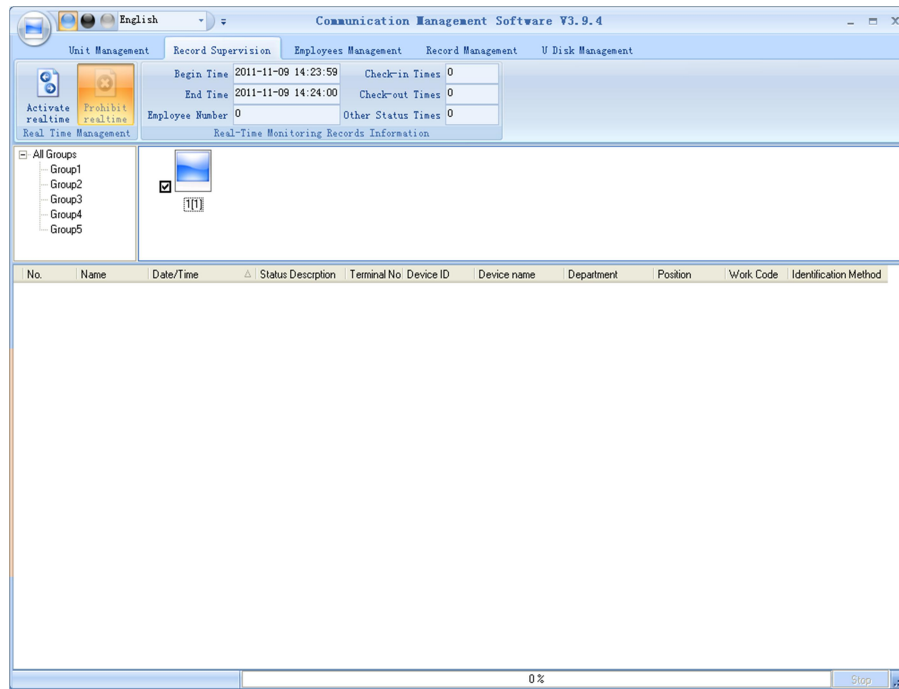 English Communication Management Software V3.9.4
Unit Management Record Supervision Employees Management Record Management U Disk Management
Begin Time 2011-11-09 14:23:59 Check-in Times 0
End Time 2011-11-09 14:24:00 Check-out Times 0
Activate realtime
Prohibit realtime
Employee Number 0 Other Status Times 0
Real Time Management Real-Time Monitoring Records Information
All Groups
Group1
Group2
Group3
Group4
Group5
1[1]
No. Name Date/Time Status Descrption Terminal No Device ID Device name Department Position Work Code Identification Method
0 % Stop